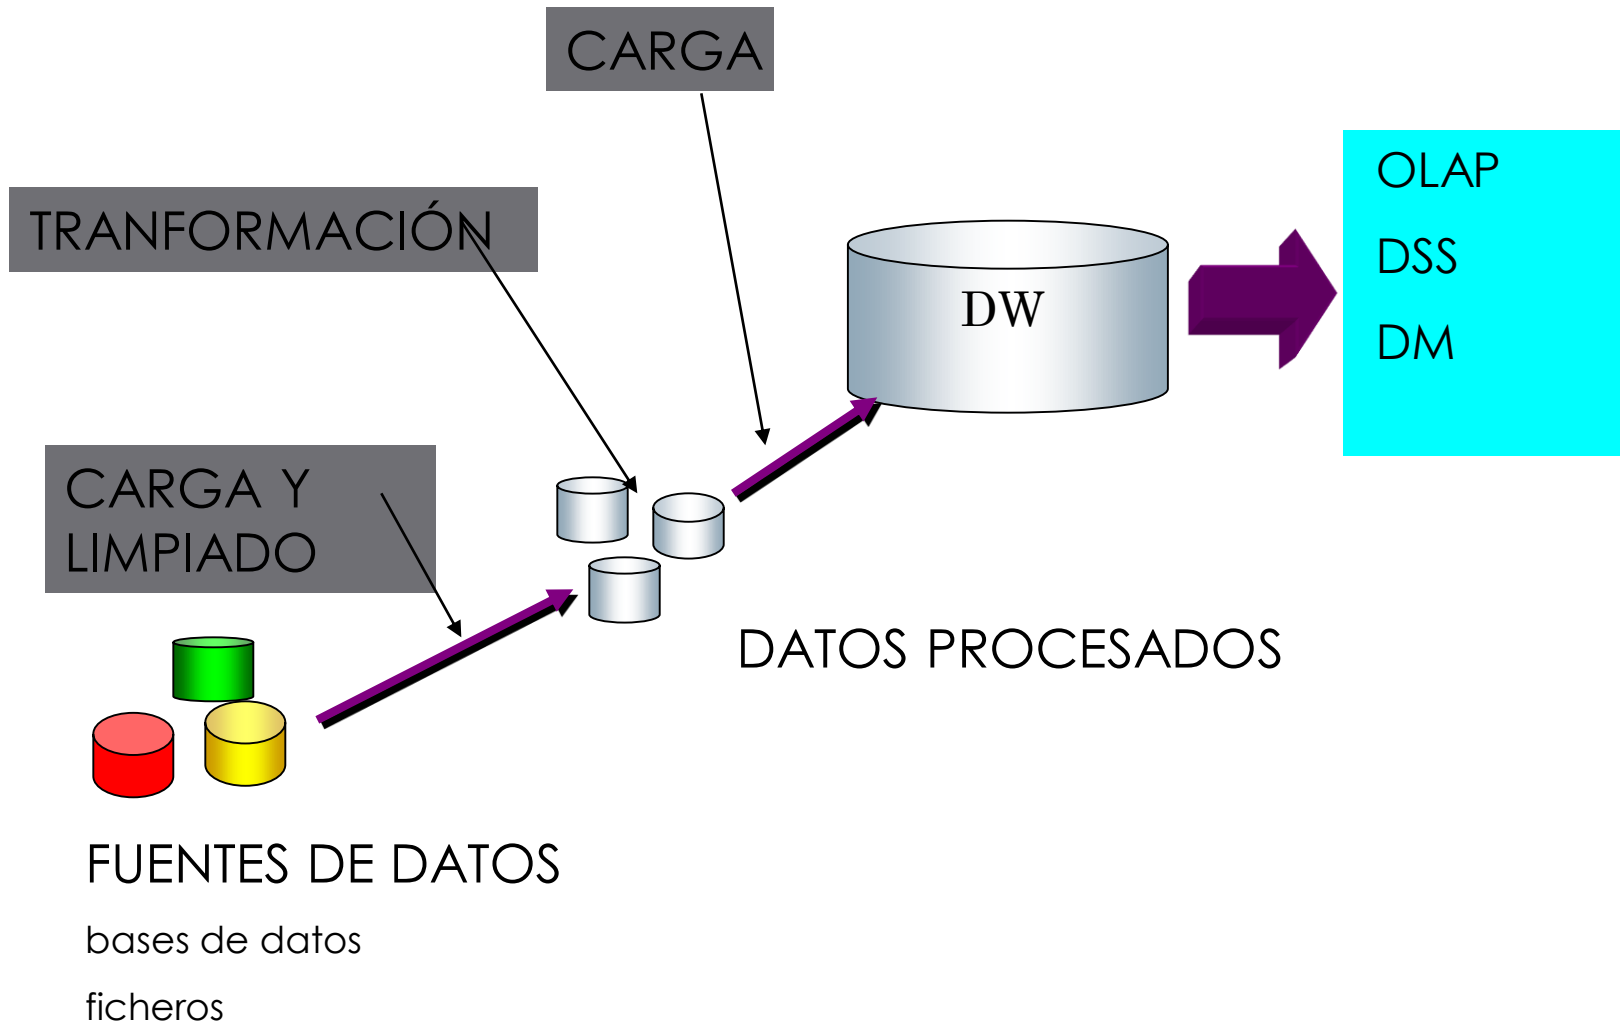 CARGA
TRANFORMACIÓN
OLAP
DSS
DM
DW
CARGA Y
LIMPIADO
DATOS PROCESADOS
FUENTES DE DATOS
bases de datos
ficheros